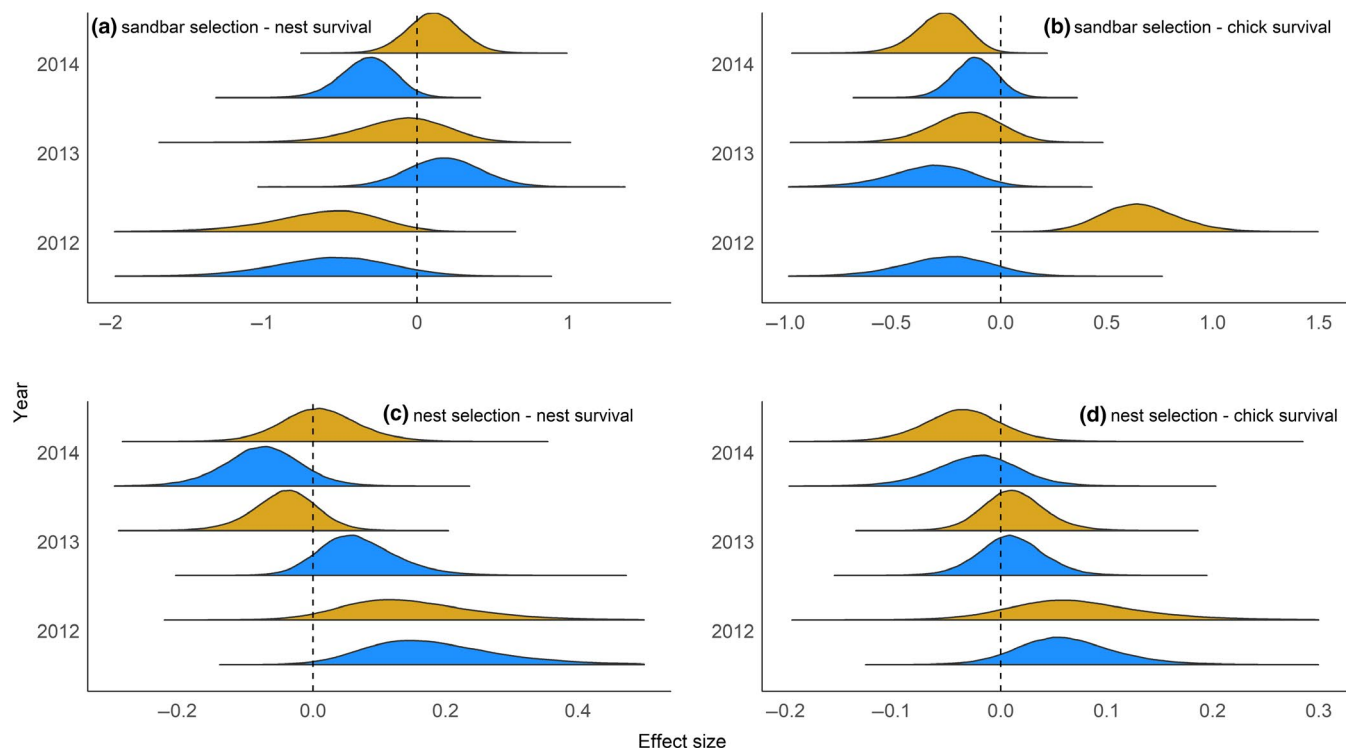 (a) sandbar selection - nest survival
2014
2013
2012
–2 –1 0 1
(b) sandbar selection - chick survival
2014
2013
2012
–1.0 –0.5 0.0 0.5 1.0 1.5
Year
(c) nest selection - nest survival
2014
2013
2012
–0.2 0.0 0.2 0.4
(d) nest selection - chick survival
2014
2013
2012
–0.2 –0.1 0.0 0.1 0.2 0.3
Effect size